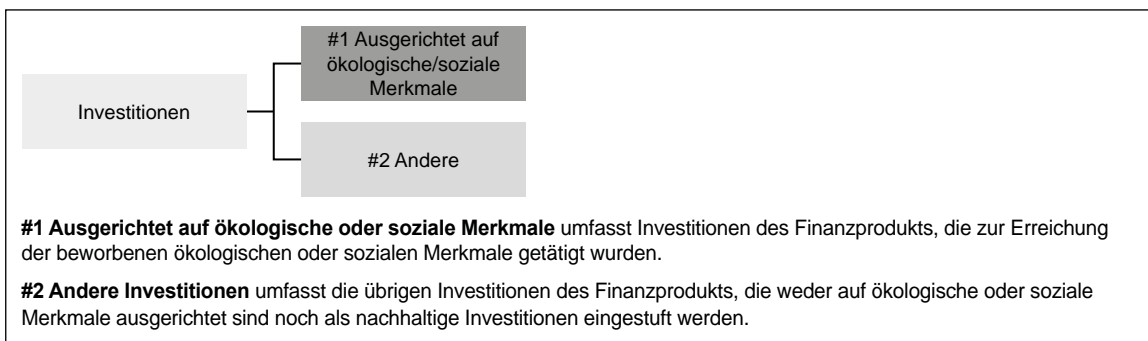 #1 Ausgerichtet auf
ökologische/soziale
Merkmale
Investitionen
#2 Andere
#1 Ausgerichtet auf ökologische oder soziale Merkmale umfasst Investitionen des Finanzprodukts, die zur Erreichung
der beworbenen ökologischen oder sozialen Merkmale getätigt wurden.
#2 Andere Investitionen umfasst die übrigen Investitionen des Finanzprodukts, die weder auf ökologische oder soziale
Merkmale ausgerichtet sind noch als nachhaltige Investitionen eingestuft werden.